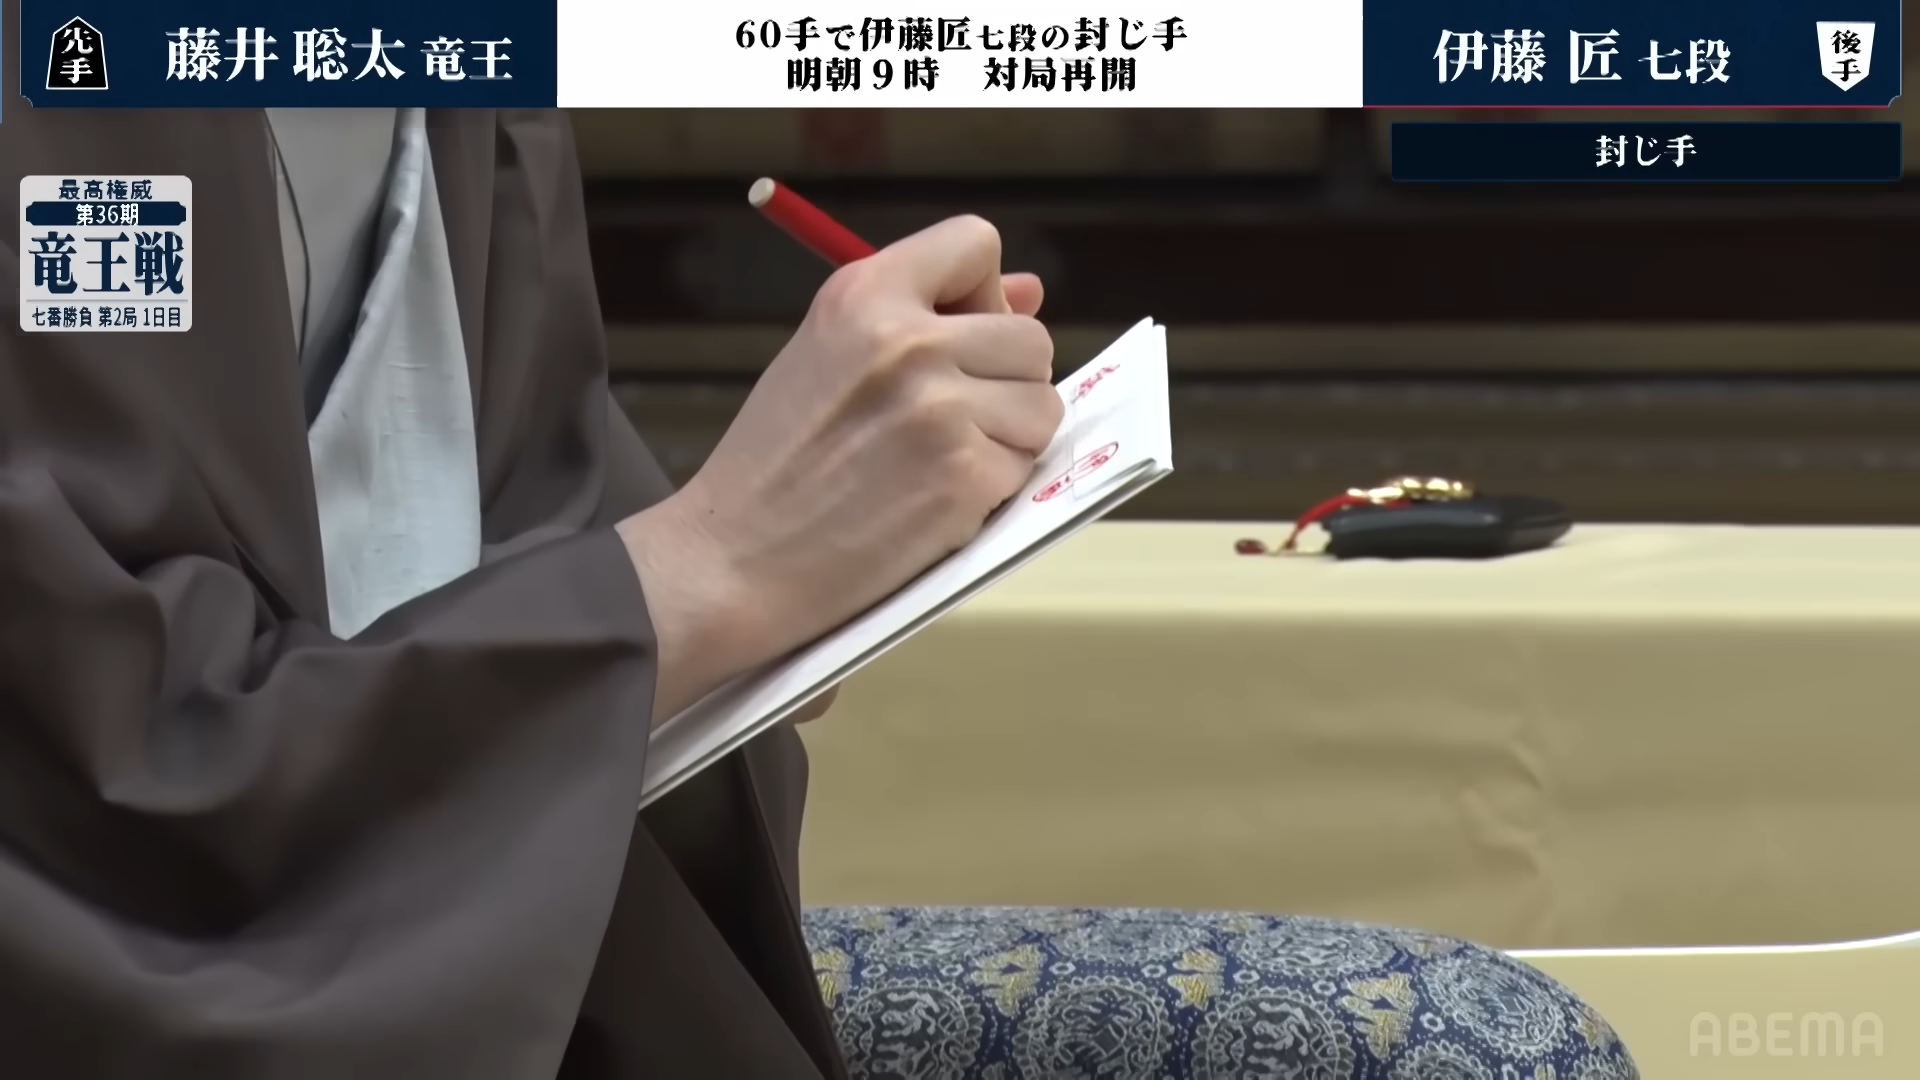 先手
藤井 聡太 竜王
60手で伊藤匠七段の封じ手
明朝9時　対局再開
伊藤 匠 七段
後手
封じ手
最高権威
第36期
竜王戦
七番勝負 第2局 1日目
ABEMA